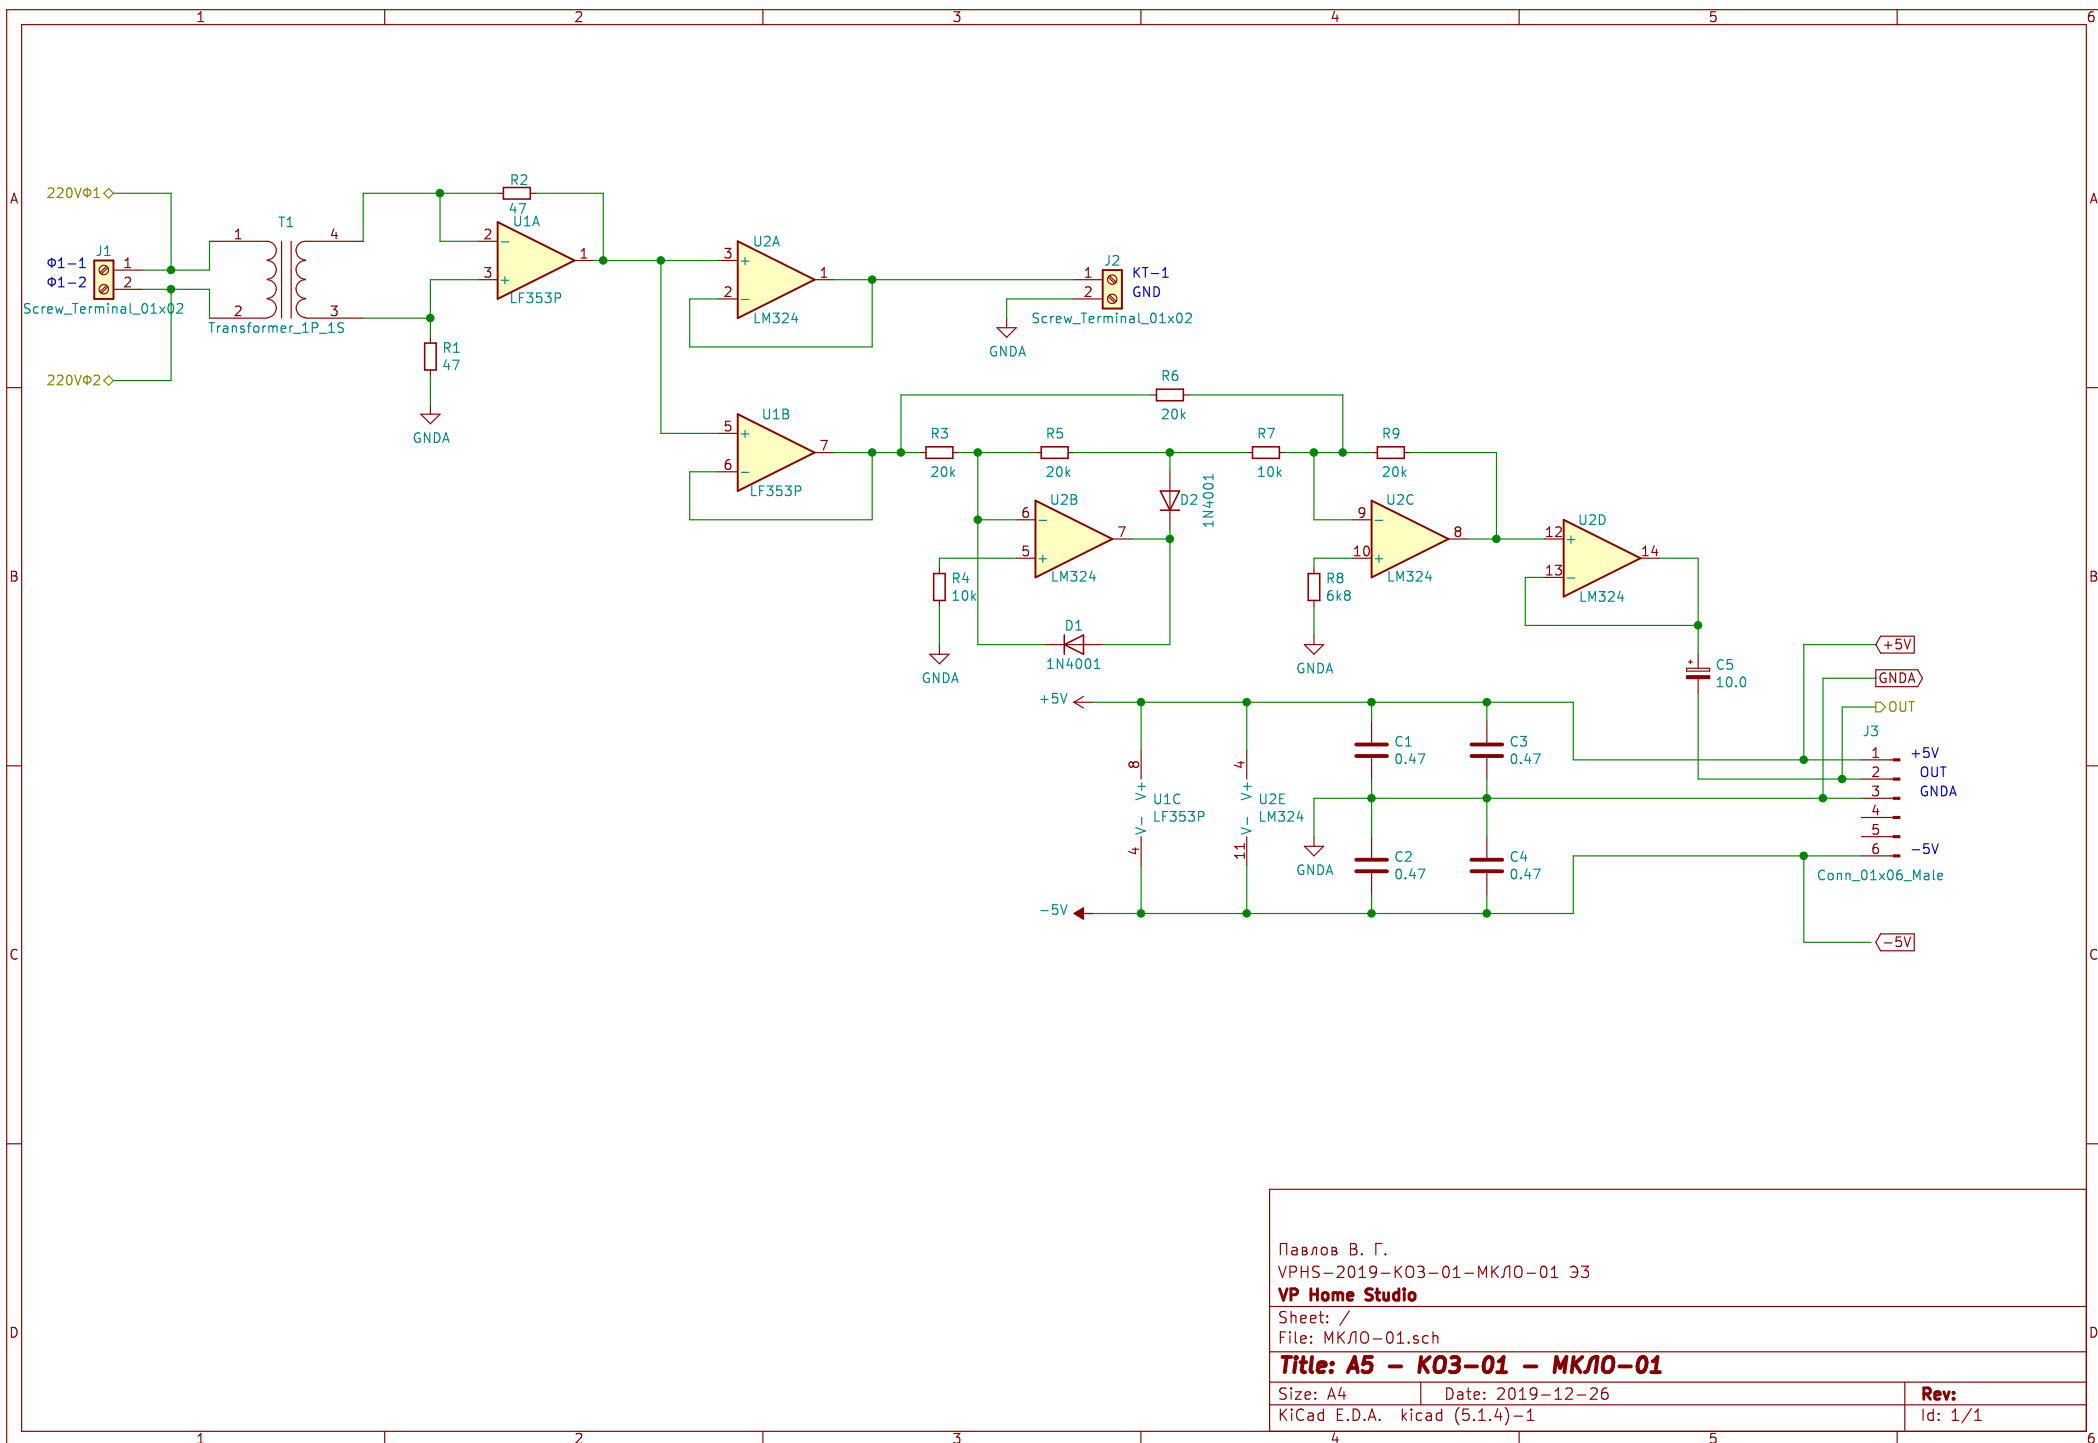 1 2 3 4 5 6
A
A
220VФ1
R2
47
U1A
T1
1
4
2
1
3
LF353P
J1
Ф1-1
1
Ф1-2
2
Screw_Terminal_01x02
2
3
Transformer_1P_1S
220VФ2
R1
47
GNDA
U2A
3
1
2
LM324
J2
1
KT-1
2
GND
Screw_Terminal_01x02
GNDA
U1B
5
7
6
LF353P
R6
20k
R3
20k
R5
20k
R7
10k
R9
20k
D2
1N4001
U2B
6
7
5
LM324
R4
10k
GNDA
D1
1N4001
U2C
9
8
10
LM324
R8
6k8
GNDA
U2D
12
14
13
LM324
B
B
C5
10.0
+5V
GNDA
OUT
J3
1 +5V
2 OUT
3 GNDA
4
5
6 -5V
Conn_01x06_Male
-5V
+5V
8
V+
U1C
LF353P
V-
4
4
V+
U2E
LM324
V-
11
GNDA
C1
0.47
C3
0.47
C2
0.47
C4
0.47
-5V
C
C
D
D
Павлов В. Г.
VPHS-2019-КОЗ-01-МКЛО-01 ЭЗ
VP Home Studio
Sheet: /
File: МКЛО-01.sch
Title: А5 - КОЗ-01 - МКЛО-01
Size: A4 Date: 2019-12-26 Rev:
KiCad E.D.A. kicad (5.1.4)-1 Id: 1/1
1 2 3 4 5 6